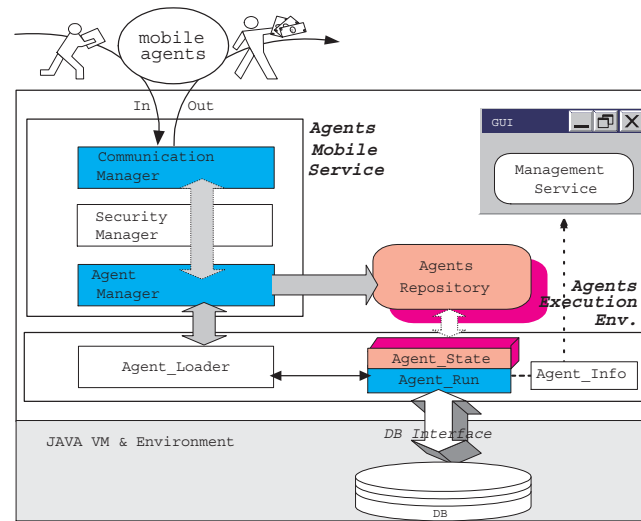 mobile
agents
In
Out
Agents
Mobile
Service
Communication
Manager
Security
Manager
Agent
Manager
GUI
Management
Service
Agents
Repository
Agents
Execution
Env.
Agent_Loader
Agent_State
Agent_Run
Agent_Info
JAVA VM & Environment
DB Interface
DB